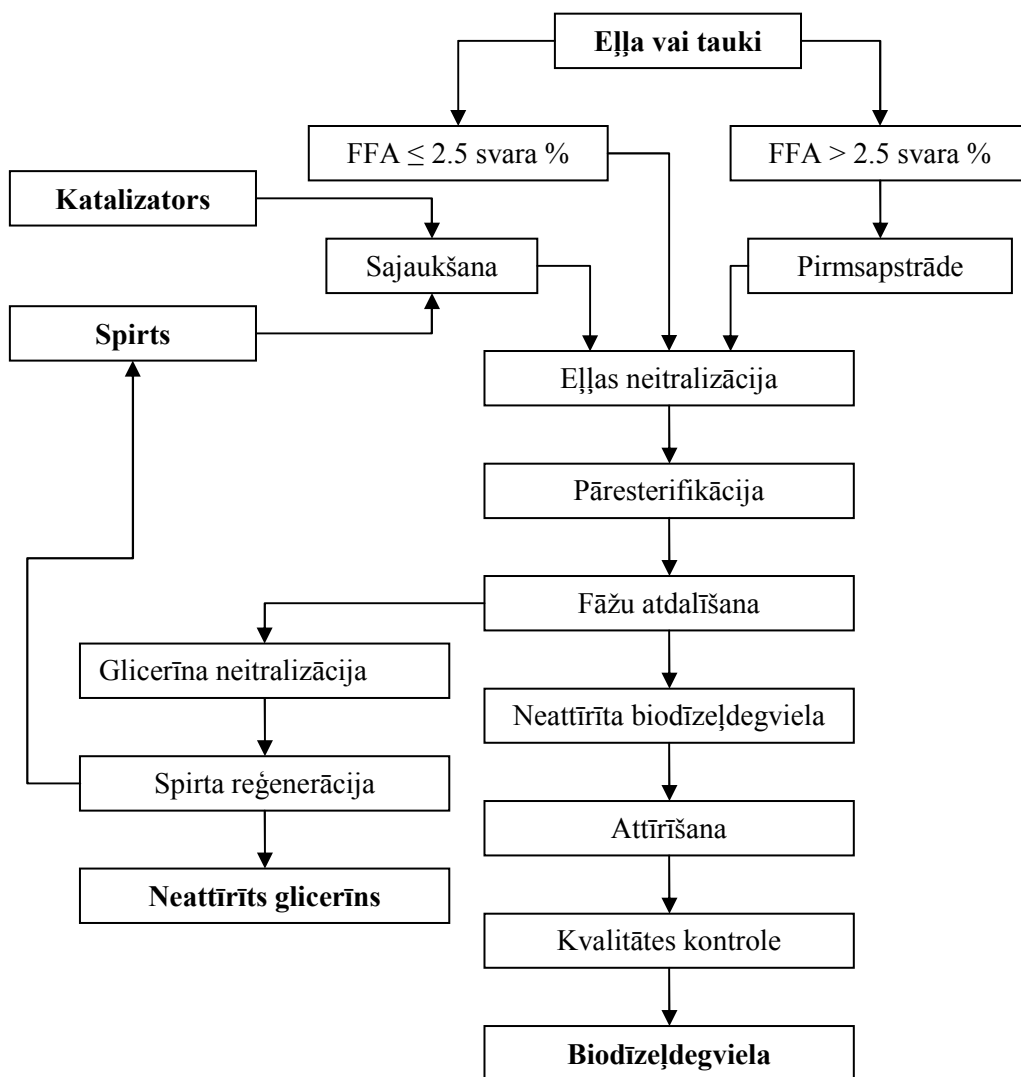 Eļļa vai tauki
FFA ≤ 2.5 svara %
FFA > 2.5 svara %
Katalizators
Sajaukšana
Pirmsapstrāde
Spirts
Eļļas neitralizācija
Pāresterifikācija
Fāžu atdalīšana
Glicerīna neitralizācija
Neattīrīta biodīzeļdegviela
Spirta reģenerācija
Attīrīšana
Neattīrīts glicerīns
Kvalitātes kontrole
Biodīzeļdegviela